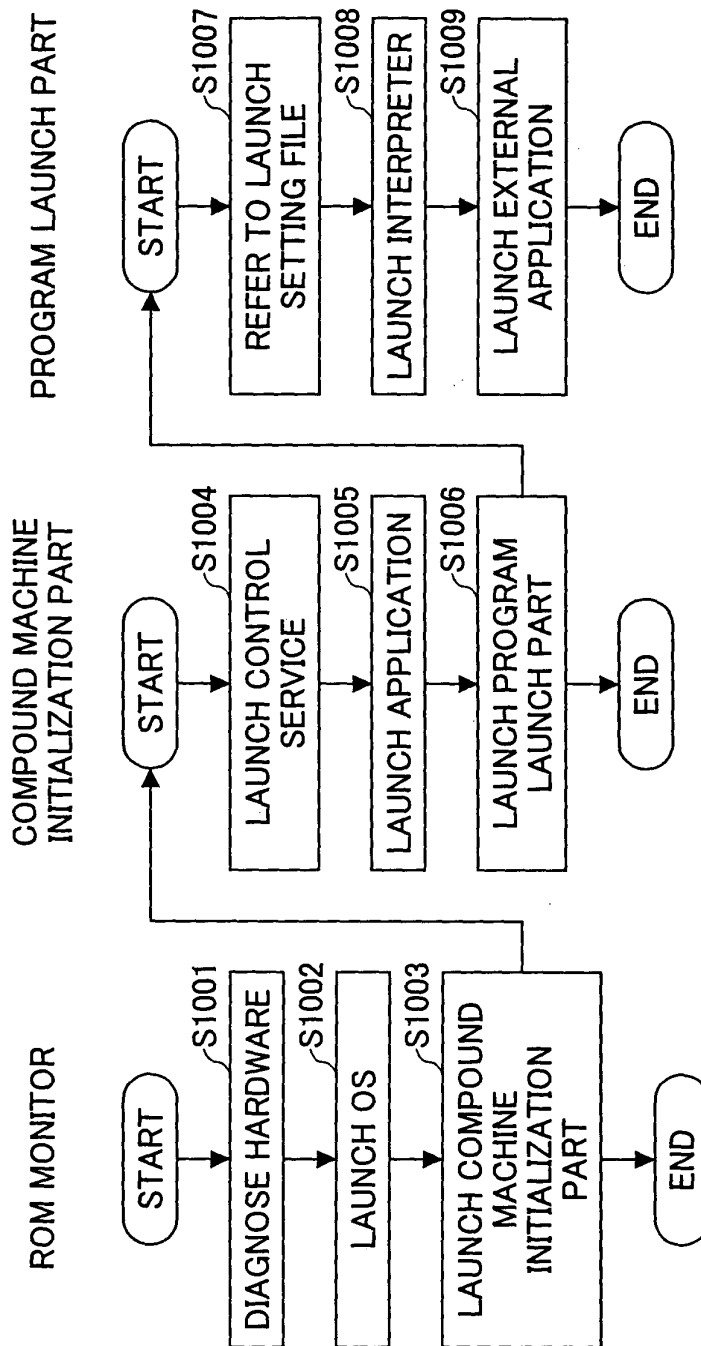 ROM MONITOR
START
DIAGNOSE HARDWARE
S1001
LAUNCH OS
S1002
LAUNCH COMPOUND
MACHINE
INITIALIZATION
PART
S1003
END
COMPOUND MACHINE
INITIALIZATION PART
START
LAUNCH CONTROL
SERVICE
S1004
LAUNCH APPLICATION
S1005
LAUNCH PROGRAM
LAUNCH PART
S1006
END
PROGRAM LAUNCH PART
START
REFER TO LAUNCH
SETTING FILE
S1007
LAUNCH INTERPRETER
S1008
LAUNCH EXTERNAL
APPLICATION
S1009
END